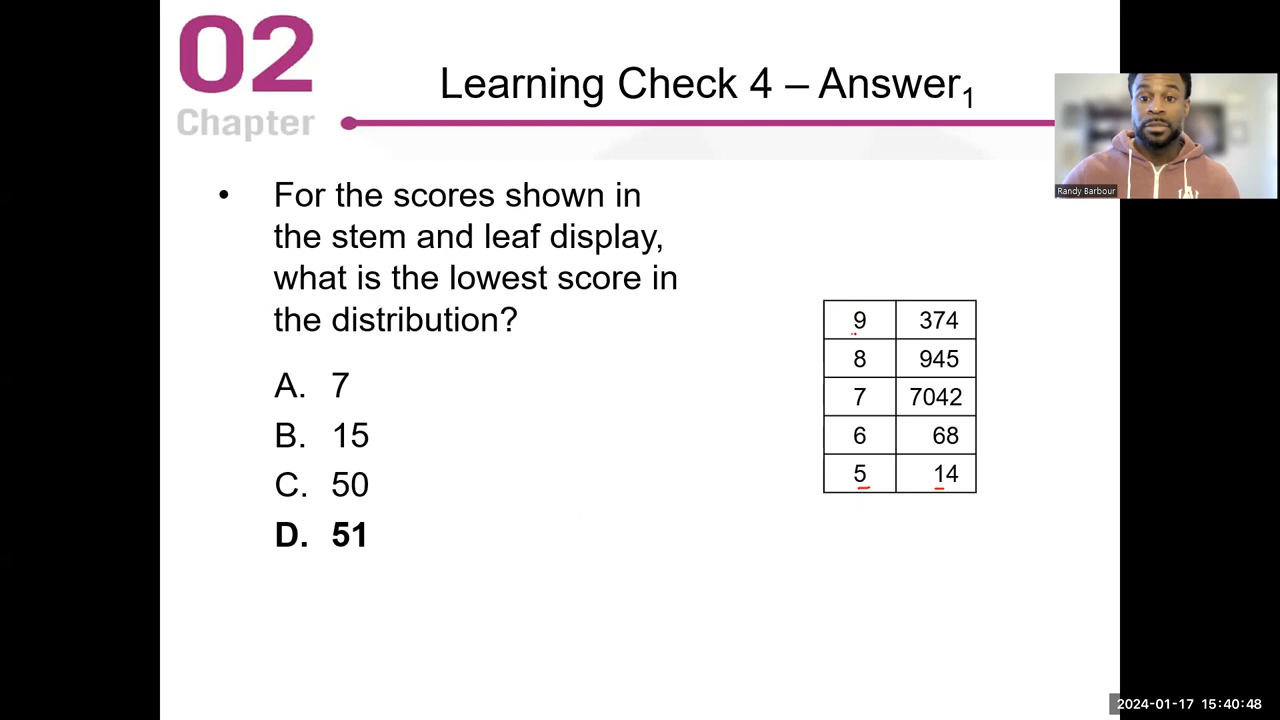 02
Chapter
Learning Check 4 – Answer1
Randy Barbour
• For the scores shown in
the stem and leaf display,
what is the lowest score in
the distribution?
A. 7
B. 15
C. 50
D. 51
9 374
8 945
7 7042
6 68
5 14
2024-01-17 15:40:48